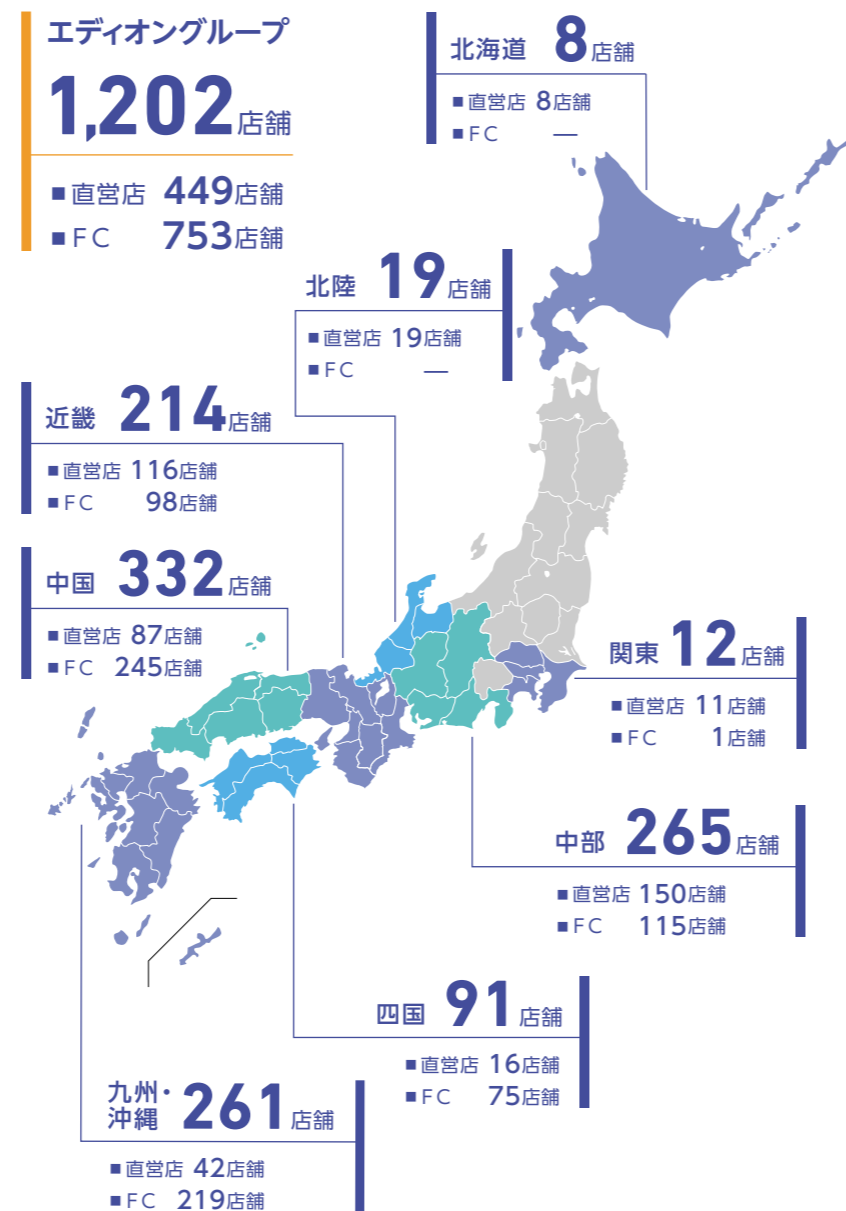 エディオングループ
1,202店舗
■直営店 449店舗
■FC 753店舗
北海道 8店舗
■直営店 8店舗
■FC —
北陸 19店舗
■直営店 19店舗
■FC —
近畿 214店舗
■直営店 116店舗
■FC 98店舗
中国 332店舗
■直営店 87店舗
■FC 245店舗
関東 12店舗
■直営店 11店舗
■FC 1店舗
中部 265店舗
■直営店 150店舗
■FC 115店舗
四国 91店舗
■直営店 16店舗
■FC 75店舗
九州・
沖縄 261店舗
■直営店 42店舗
■FC 219店舗